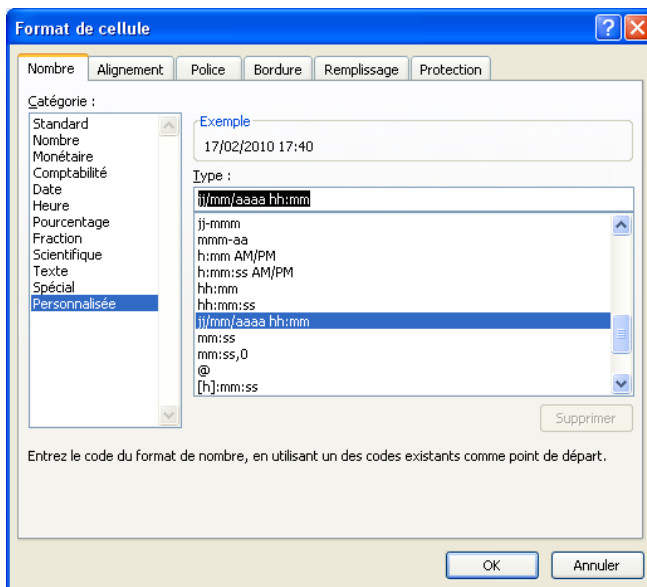 Format de cellule
Nombre Alignement Police Bordure Remplissage Protection
Catégorie :
Standard
Nombre
Monétaire
Comptabilité
Date
Heure
Pourcentage
Fraction
Scientifique
Texte
Spécial
Personnalisée
Exemple
17/02/2010 17:40
Type :
jj/mm/aaaa hh:mm
jj-mmm
mmm-aa
h:mm AM/PM
h:mm:ss AM/PM
hh:mm
hh:mm:ss
jj/mm/aaaa hh:mm
mm:ss
mm:ss,0
@
[h]:mm:ss
Supprimer
Entrez le code du format de nombre, en utilisant un des codes existants comme point de départ.
OK Annuler